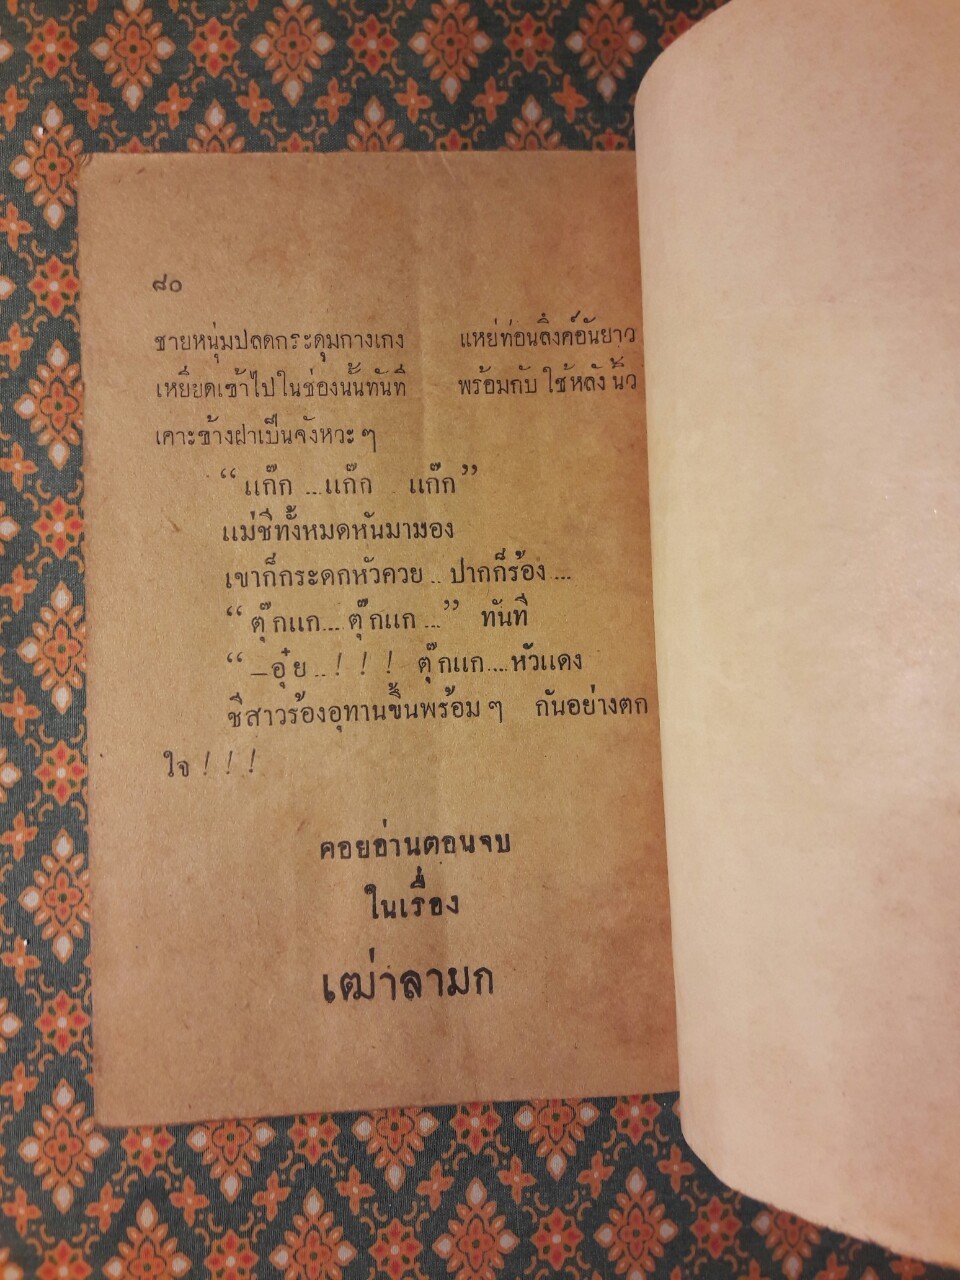 ๘๐
ชายหนุ่มปลดกระดุมกางเกง แหย่ท่อนลึงค์อันยาว
เหยียดเข้าไปในช่องนั้นทันที พร้อมกับ ใช้หลัง นิ้ว
เคาะข้างฝาเป็นจังหวะ ๆ
“ แก๊ก ... แก๊ก แก๊ก”
แม่ชีทั้งหมดหันมามอง
เขาก็กระดกหัวควย .. ปากก็ร้อง ...
“ ตุ๊กแก... ตุ๊กแก ...” ทันที
“ –อุ๋ย .. ! ! ! ตุ๊กแก....หัวแดง
ชีสาวร้องอุทานขึ้นพร้อม ๆ กันอย่างตก
ใจ ! ! !
คอยอ่านตอนจบ
ในเรื่อง
เฒ่าลามก